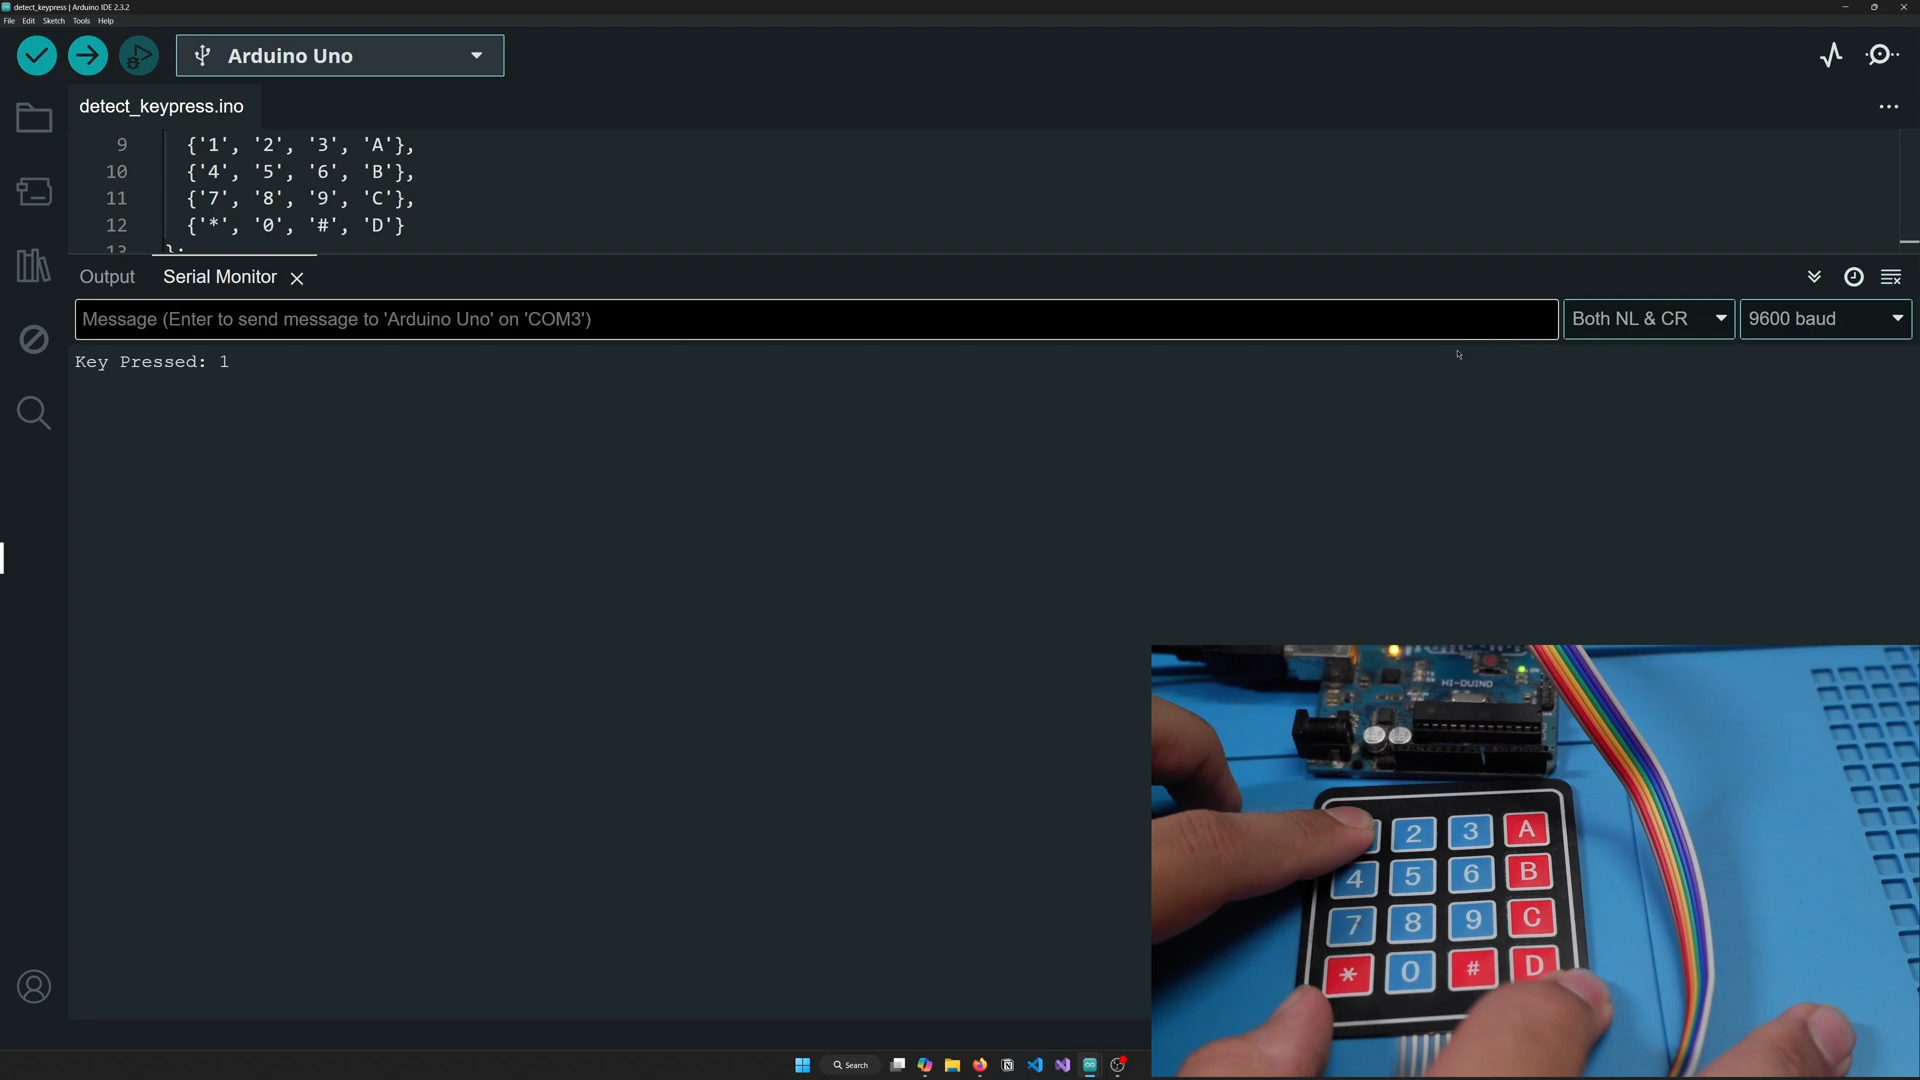 detect_keypress | Arduino IDE 2.3.2
File Edit Sketch Tools Help
Arduino Uno
detect_keypress.ino
9 {'1', '2', '3', 'A'},
10 {'4', '5', '6', 'B'},
11 {'7', '8', '9', 'C'},
12 {'*', '0', '#', 'D'}
13 };
Output Serial Monitor
Message (Enter to send message to 'Arduino Uno' on 'COM3')
Both NL & CR
9600 baud
Key Pressed: 1
HI-DUINO
2 3 A
4 5 6 B
7 8 9 C
* 0 # D
Search